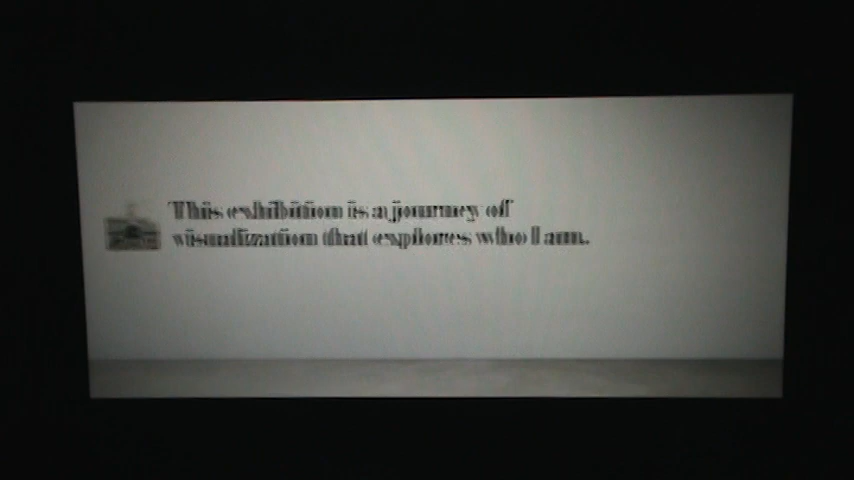 This exhibition is a journey of
visualization that explores who I am.